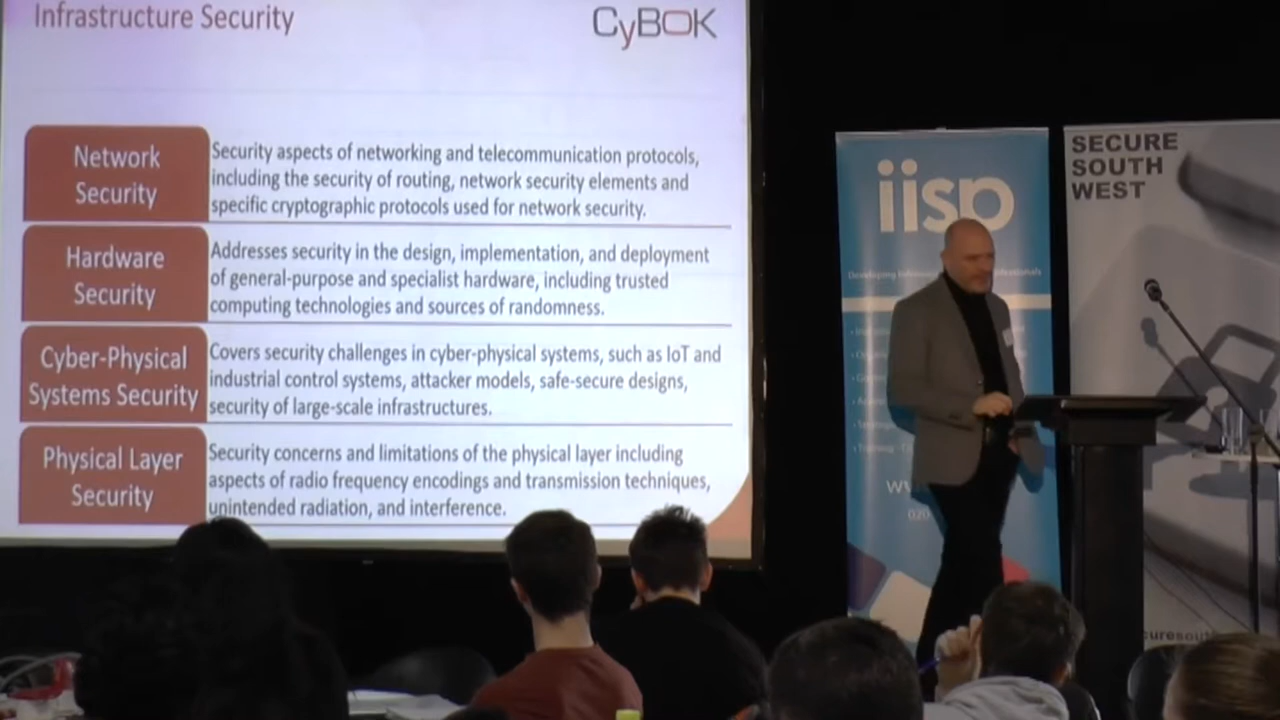 Infrastructure Security
CyBOK
Network
Security
Security aspects of networking and telecommunication protocols,
including the security of routing, network security elements and
specific cryptographic protocols used for network security.
Hardware
Security
Addresses security in the design, implementation, and deployment
of general-purpose and specialist hardware, including trusted
computing technologies and sources of randomness.
Cyber-Physical
Systems Security
Covers security challenges in cyber-physical systems, such as IoT and
industrial control systems, attacker models, safe-secure designs,
security of large-scale infrastructures.
Physical Layer
Security
Security concerns and limitations of the physical layer including
aspects of radio frequency encodings and transmission techniques,
unintended radiation, and interference.
iisp
SECURE
SOUTH
WEST